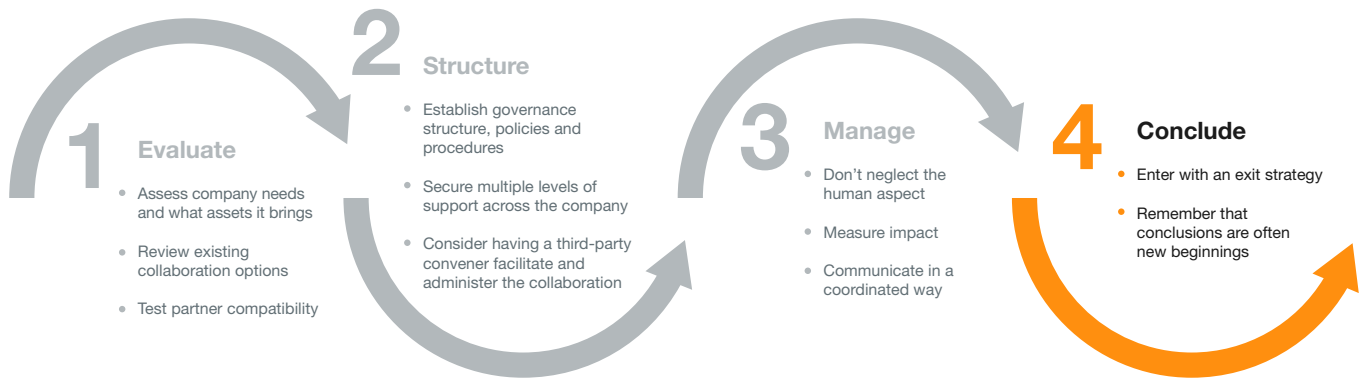 1
Evaluate
Assess company needs
and what assets it brings
Review existing
collaboration options
Test partner compatibility
2
Structure
Establish governance
structure, policies and
procedures
Secure multiple levels of
support across the company
Consider having a third-party
convener facilitate and
administer the collaboration
3
Manage
Don’t neglect the
human aspect
Measure impact
Communicate in a
coordinated way
4
Conclude
Enter with an exit strategy
Remember that
conclusions are often
new beginnings